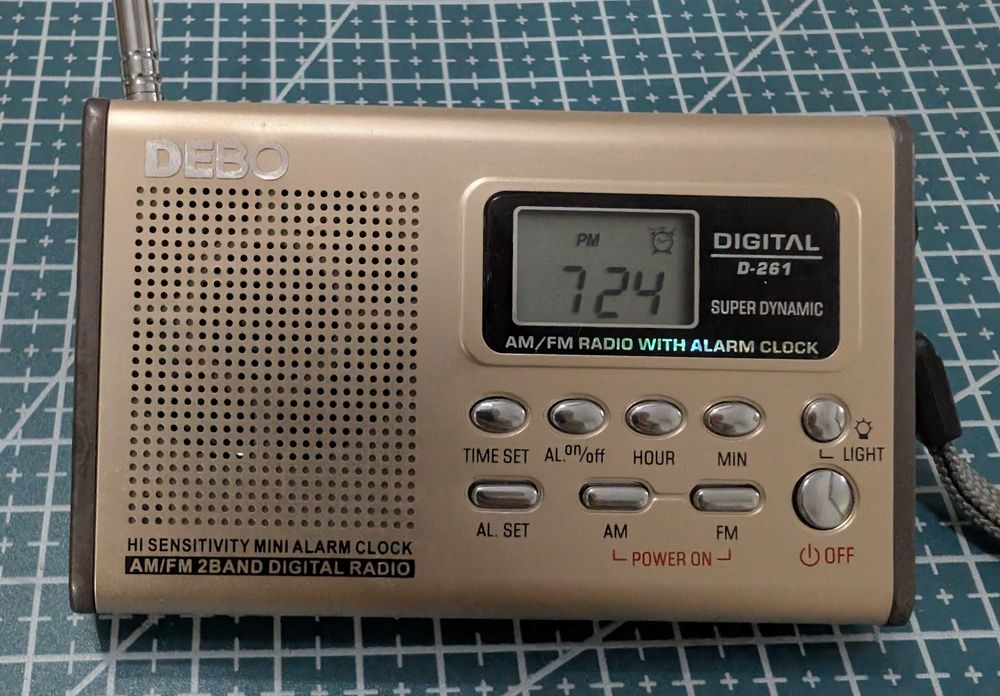 DEBO
PM
724
DIGITAL
D-261
SUPER DYNAMIC
AM/FM RADIO WITH ALARM CLOCK
TIME SET
AL.on/off
HOUR
MIN
LIGHT
AL. SET
AM
FM
POWER ON
OFF
HI SENSITIVITY MINI ALARM CLOCK
AM/FM 2BAND DIGITAL RADIO